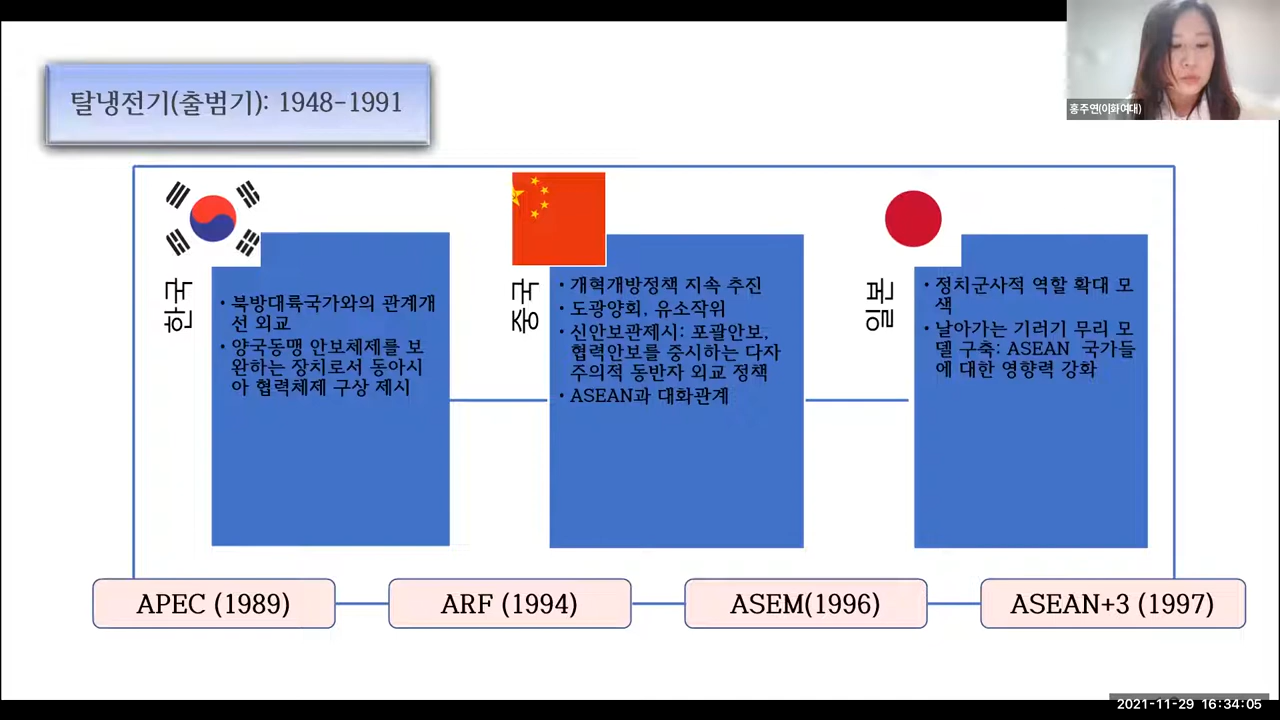 탈냉전기(출범기): 1948-1991
홍주연(이화여대)
한국
• 북방대륙국가와의 관계개
선 외교
• 양국동맹 안보체제를 보
완하는 장치로서 동아시
아 협력체제 구상 제시
중국
• 개혁개방정책 지속 추진
• 도광양회, 유소작위
• 신안보관제시: 포괄안보,
협력안보를 중시하는 다자
주의적 동반자 외교 정책
• ASEAN과 대화관계
일본
• 정치군사적 역할 확대 모
색
• 날아가는 기러기 무리 모
델 구축: ASEAN 국가들
에 대한 영향력 강화
APEC (1989)
ARF (1994)
ASEM(1996)
ASEAN+3 (1997)
2021-11-29 16:34:05